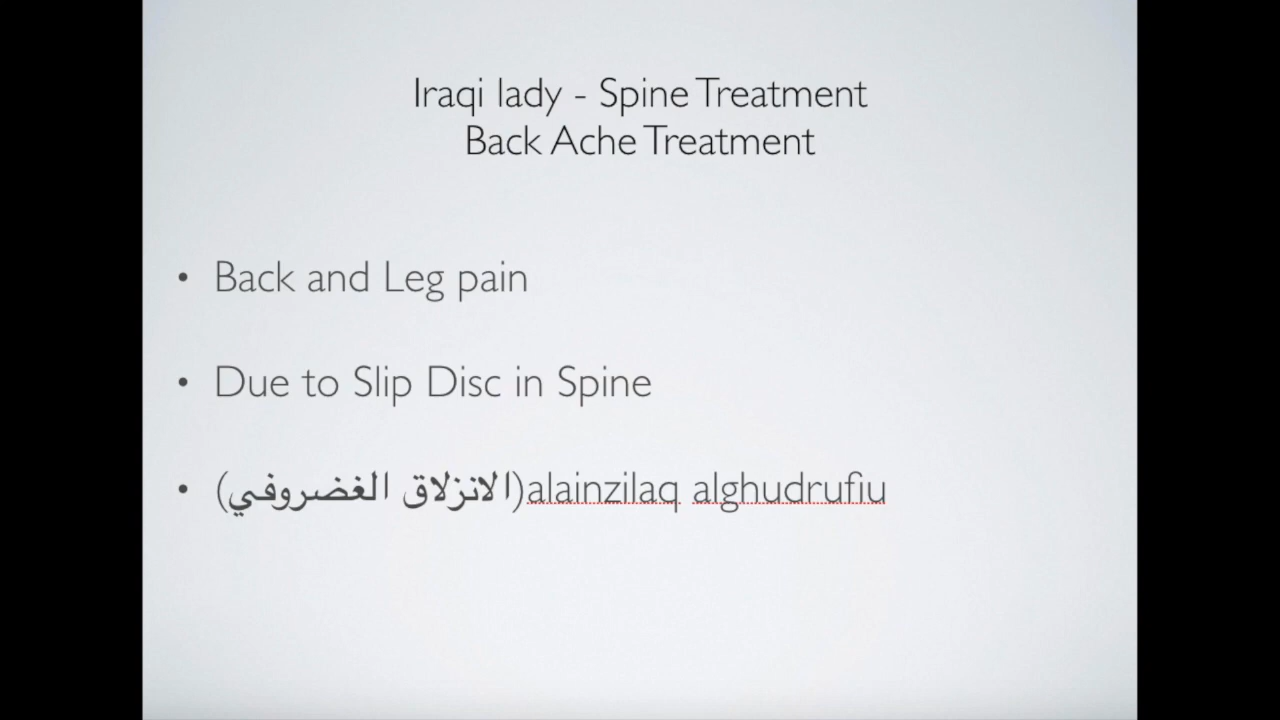 Iraqi lady - Spine Treatment
Back Ache Treatment
• Back and Leg pain
• Due to Slip Disc in Spine
• (الانزلاق الغضروفي)alainzilaq alghudrufiu